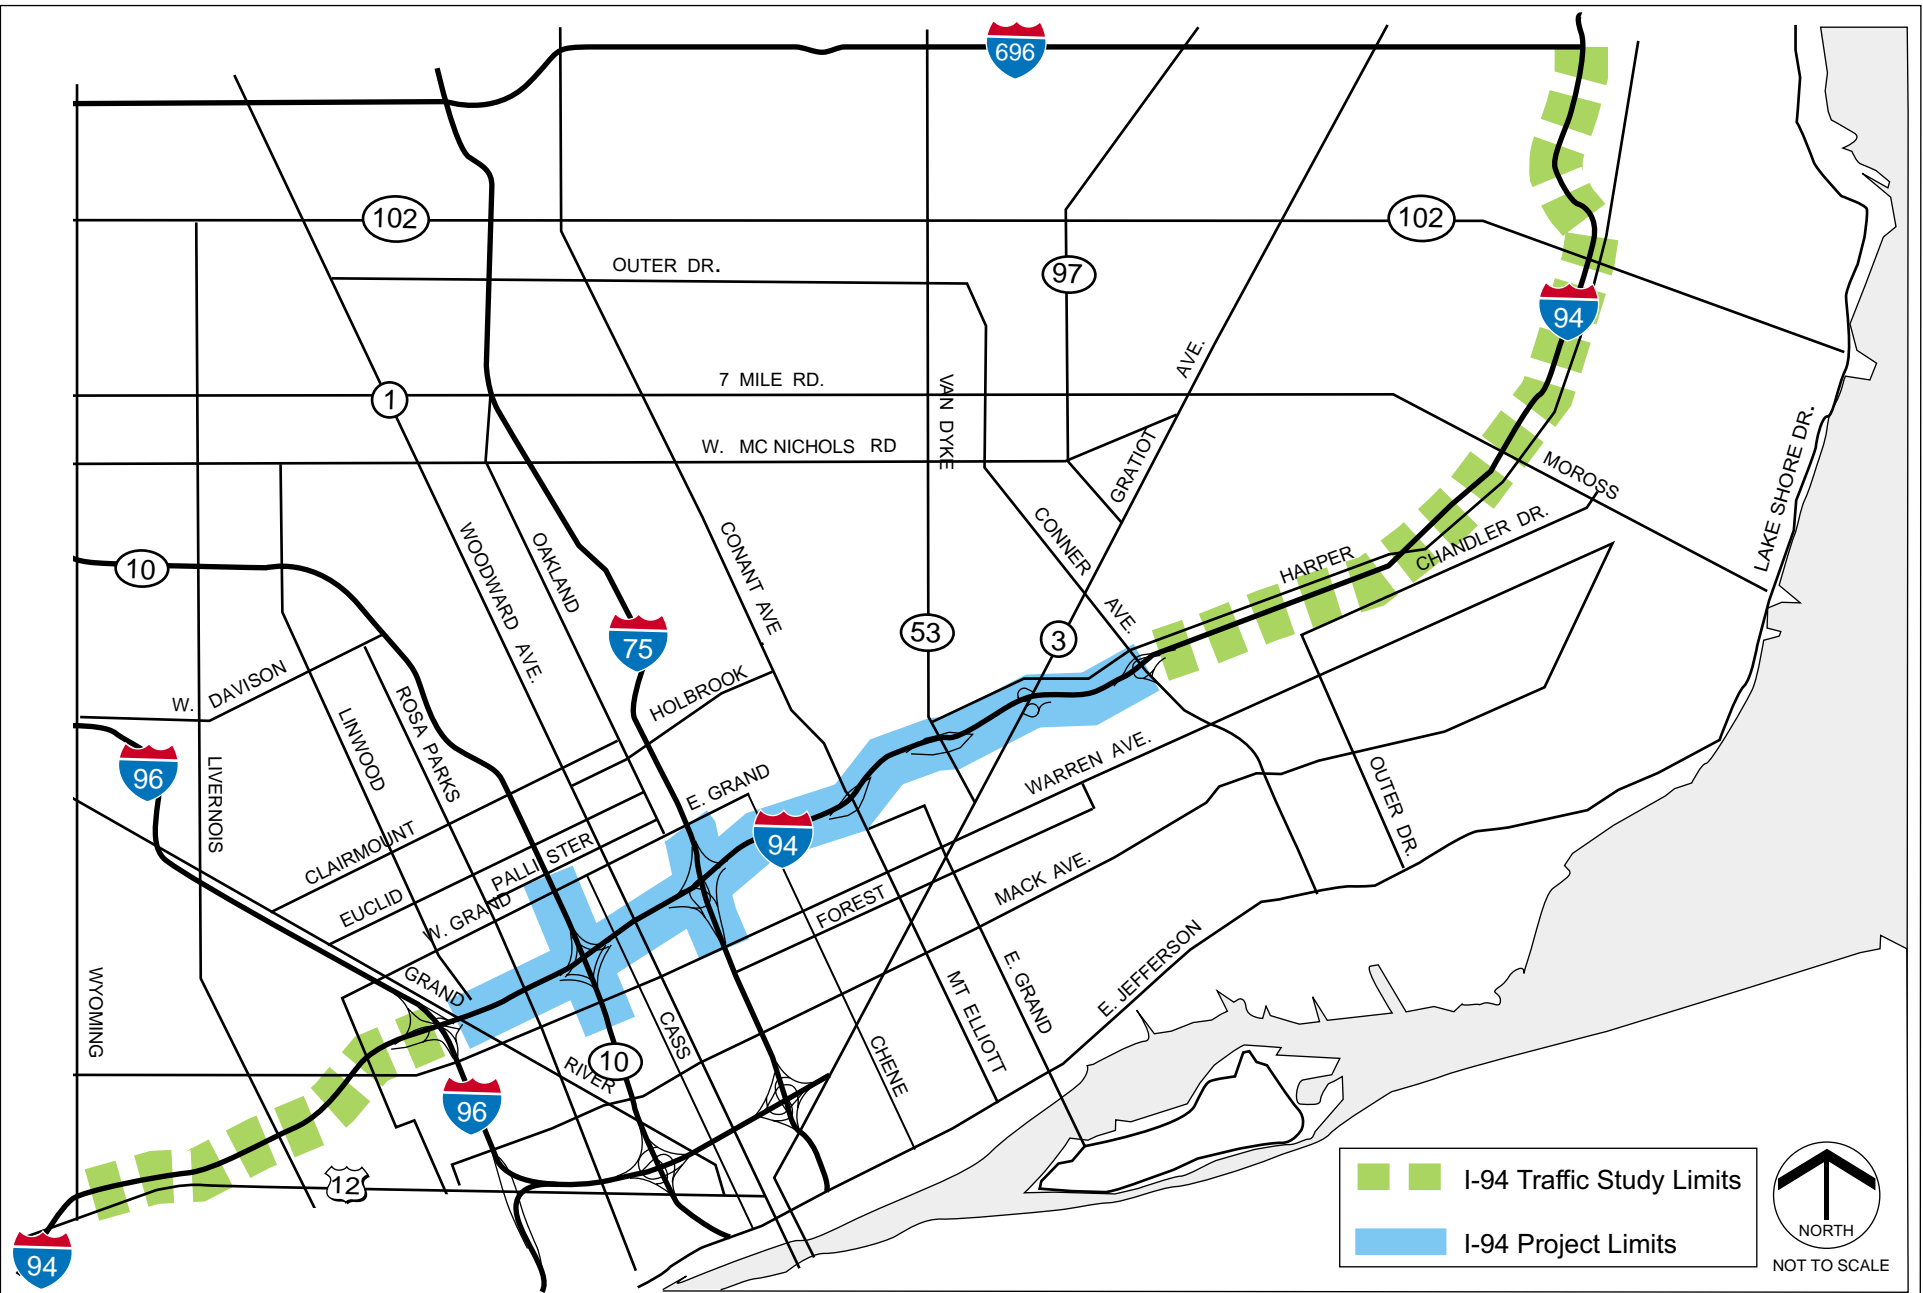 696
102
102
OUTER DR.
97
94
AVE.
7 MILE RD.
1
VAN DYKE
W. MC NICHOLS RD
GRATIOT
MOROSS
LAKE SHORE DR.
WOODWARD AVE.
OAKLAND
CONANT AVE
CONNER AVE.
HARPER
CHANDLER DR.
10
75
53
3
W. DAVISON
HOLBROOK
LINWOOD
ROSA PARKS
96
LIVERNOIS
E. GRAND
WARREN AVE.
OUTER DR.
CLAIRMOUNT
PALLISTER
94
EUCLID
W. GRAND
FOREST
MACK AVE.
WYOMING
GRAND RIVER
CASS
10
CHENE
MT ELLIOTT
E. GRAND
E. JEFFERSON
96
12
94
I-94 Traffic Study Limits
I-94 Project Limits
NORTH
NOT TO SCALE